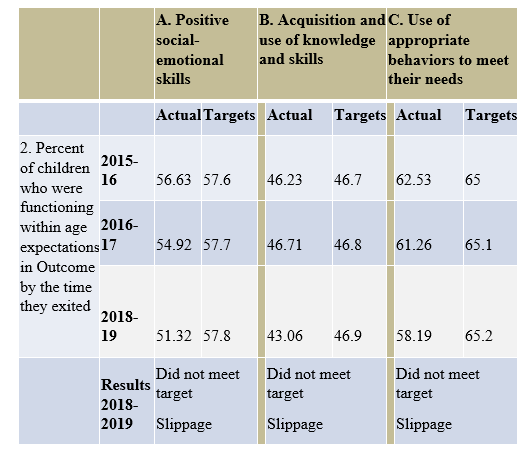 A. Positive social-emotional skills
B. Acquisition and use of knowledge and skills
C. Use of appropriate behaviors to meet their needs
Actual Targets Actual Targets Actual Targets
2. Percent of children who were functioning within age expectations in Outcome by the time they exited
2015-16 56.63 57.6 46.23 46.7 62.53 65
2016-17 54.92 57.7 46.71 46.8 61.26 65.1
2018-19 51.32 57.8 43.06 46.9 58.19 65.2
Results 2018-2019
Did not meet target
Slippage
Did not meet target
Slippage
Did not meet target
Slippage